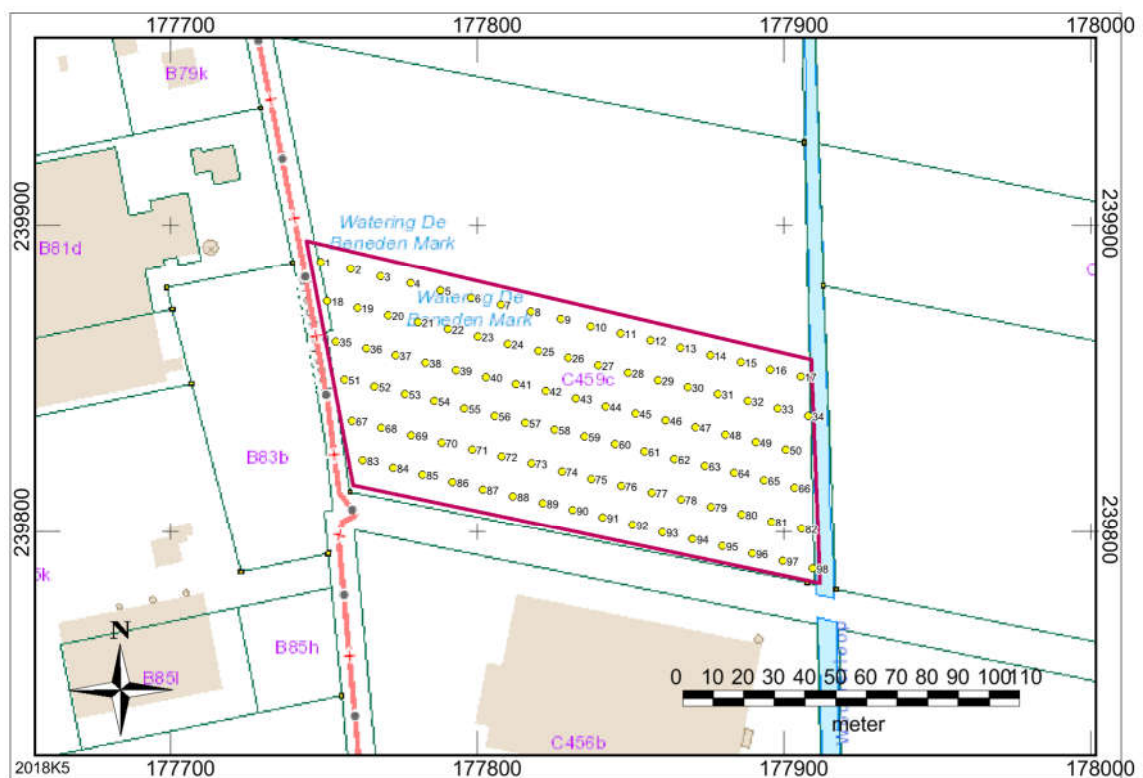 177700 177800 177900 178000
B79k
239900
239900
Watering De
Beneden Mark
B81d
C
1 2 3 4 5 6 7 8 9 10 11 12 13 14 15 16 17
Watering De
Beneden Mark
18 19 20 21 22 23 24 25 26 27 28 29 30 31 32 33 34
C459c
35 36 37 38 39 40 41 42 43 44 45 46 47 48 49 50
51 52 53 54 55 56 57 58 59 60 61 62 63 64 65 66
B83b
67 68 69 70 71 72 73 74 75 76 77 78 79 80 81 82
83 84 85 86 87 88 89 90 91 92 93 94 95 96 97 98
239800
239800
5k
N
B85h
B85l
0 10 20 30 40 50 60 70 80 90 100 110
meter
C456b
2018K5
177700 177800 177900 178000